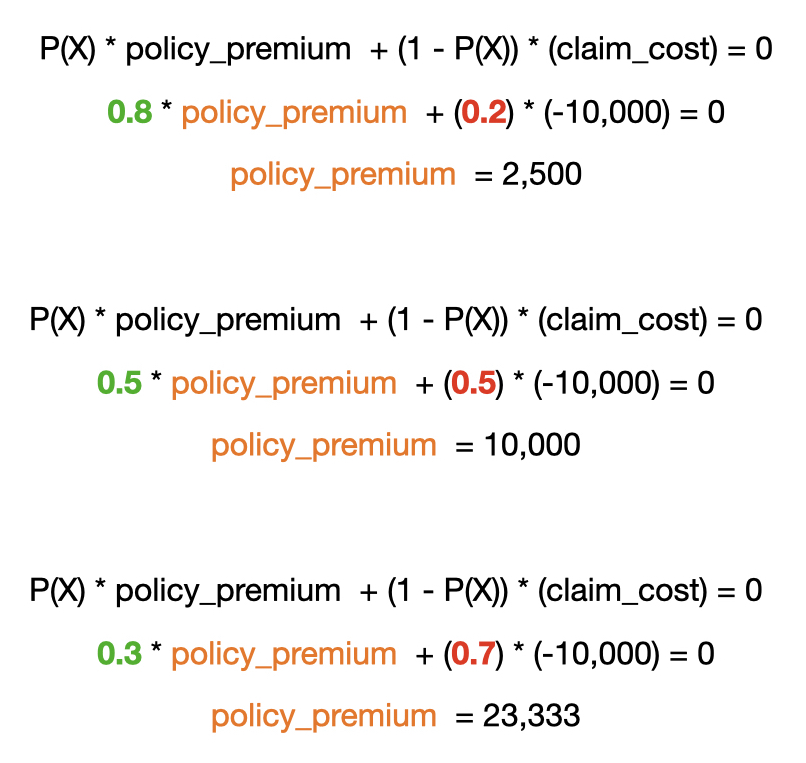 P(X) * policy_premium + (1 - P(X)) * (claim_cost) = 0
0.8 * policy_premium + (0.2) * (-10,000) = 0
policy_premium = 2,500
P(X) * policy_premium + (1 - P(X)) * (claim_cost) = 0
0.5 * policy_premium + (0.5) * (-10,000) = 0
policy_premium = 10,000
P(X) * policy_premium + (1 - P(X)) * (claim_cost) = 0
0.3 * policy_premium + (0.7) * (-10,000) = 0
policy_premium = 23,333